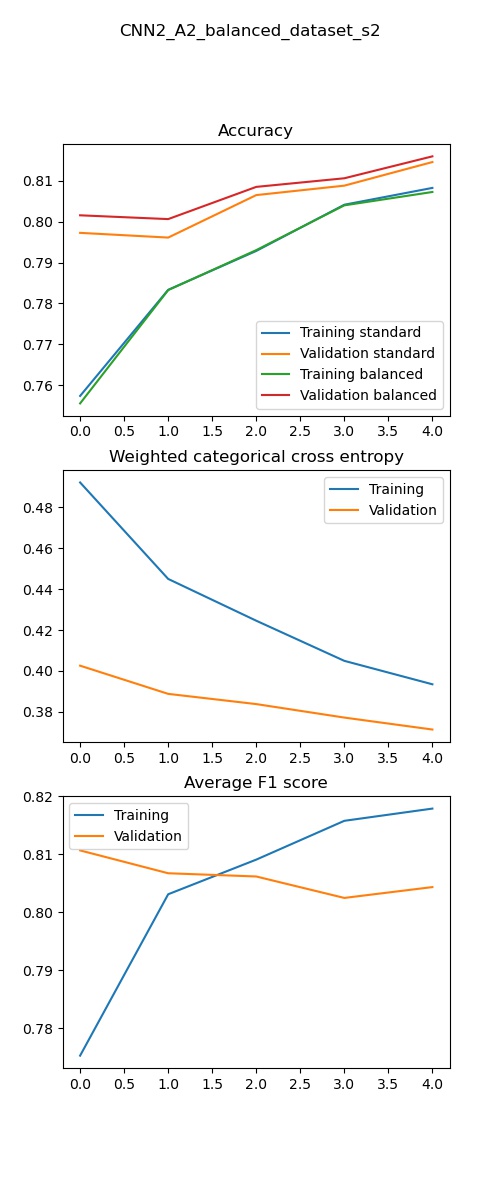 CNN2_A2_balanced_dataset_s2
Accuracy
0.81
0.80
0.79
0.78
0.77
0.76
Training standard
Validation standard
Training balanced
Validation balanced
0.0 0.5 1.0 1.5 2.0 2.5 3.0 3.5 4.0
Weighted categorical cross entropy
0.48
0.46
0.44
0.42
0.40
0.38
Training
Validation
0.0 0.5 1.0 1.5 2.0 2.5 3.0 3.5 4.0
Average F1 score
0.82
0.81
0.80
0.79
0.78
Training
Validation
0.0 0.5 1.0 1.5 2.0 2.5 3.0 3.5 4.0